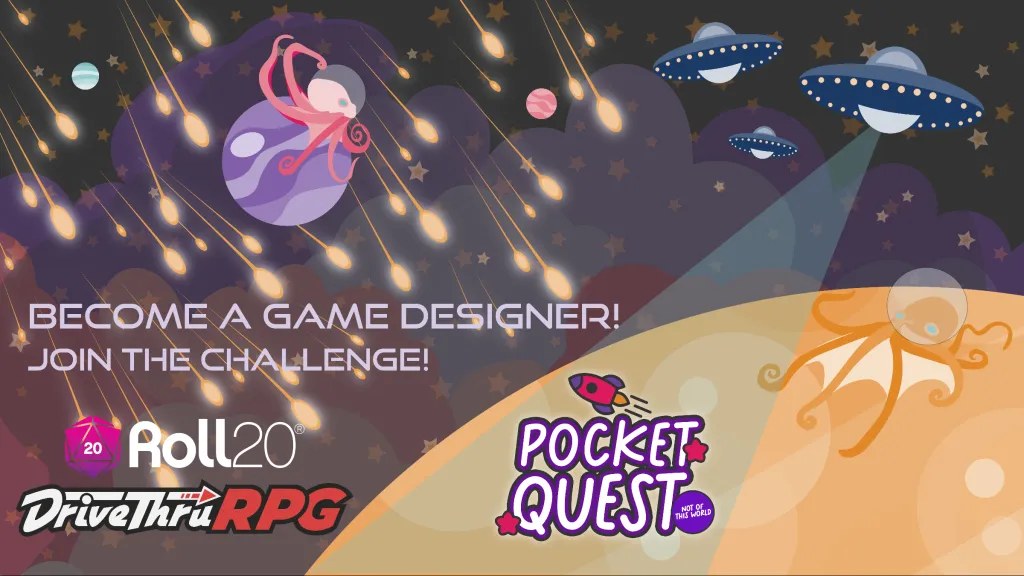 BECOME A GAME DESIGNER!
JOIN THE CHALLENGE!
20
Roll20®
DriveThruRPG
POCKET
QUEST
NOT OF
THIS WORLD